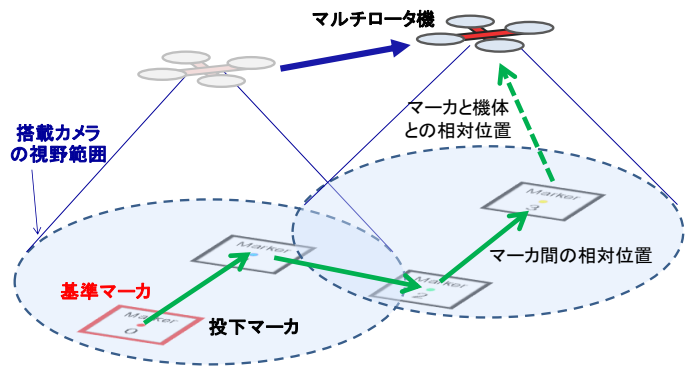 マルチロータ機
マーカと機体
との相対位置
搭載カメラ
の視野範囲
Marker
3
Marker
マーカ間の相対位置
基準マーカ
Marker
2
Marker
0
投下マーカ